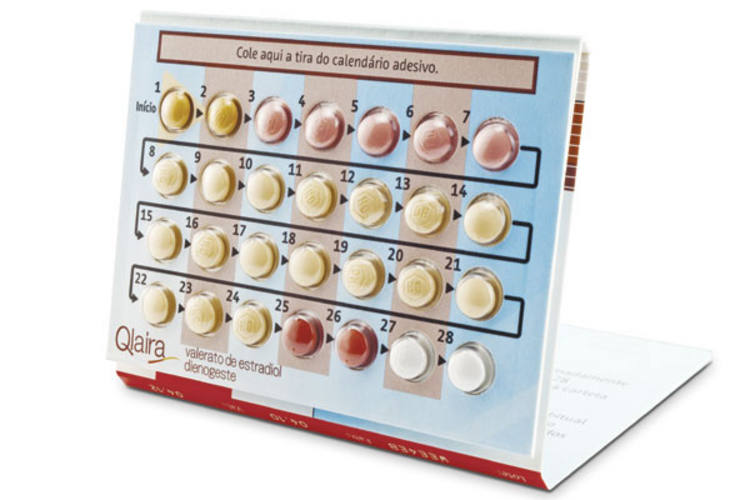 Cole aqui a tira do calendário adesivo.
Início 1 2 3 4 5 6 7
8 9 10 11 12 13 14
15 16 17 18 19 20 21
22 23 24 25 26 27 28
Qlaira
valerato de estradiol
dienogeste